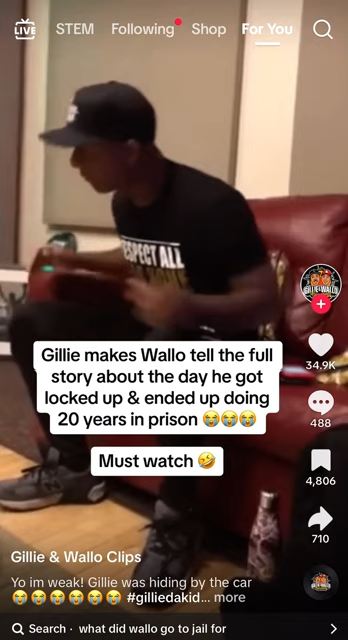 LIVE STEM Following Shop For You
RESPECT ALL
GILLIE & WALLO
Gillie makes Wallo tell the full
story about the day he got
locked up & ended up doing
20 years in prison 😭😭😭
Must watch 🤣
34.9K
488
4,806
710
Gillie & Wallo Clips
Yo im weak! Gillie was hiding by the car
😭😭😭😭😭😭 #gilliedakid... more
Search · what did wallo go to jail for